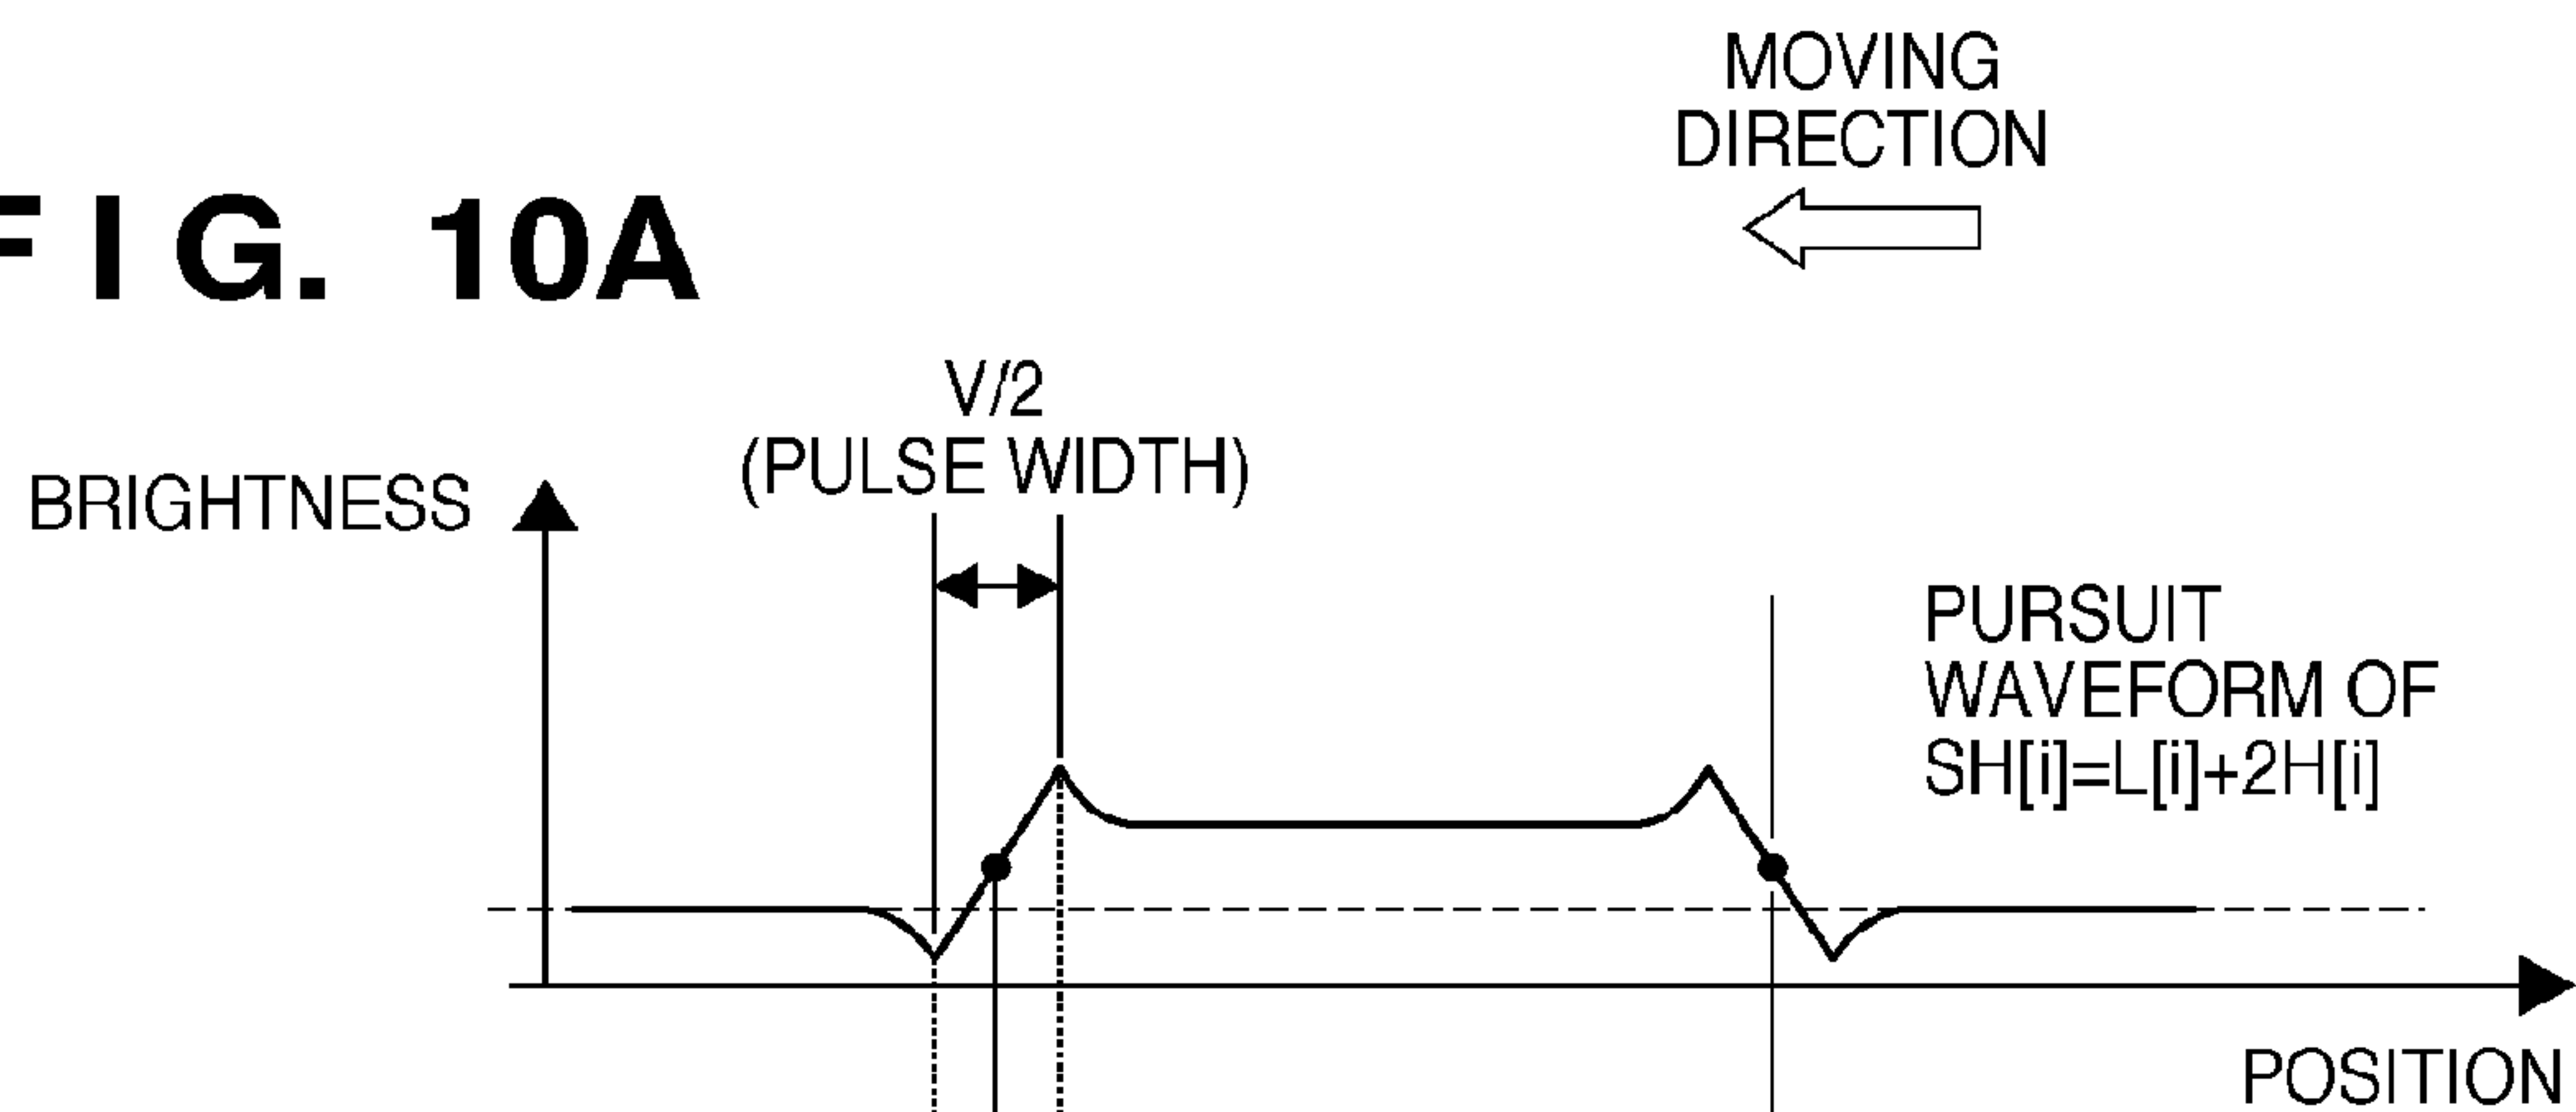 MOVING
DIRECTION
F I G. 10A
V/2
(PULSE WIDTH)
BRIGHTNESS
PURSUIT
WAVEFORM OF
SH[i]=L[i]+2H[i]
POSITION